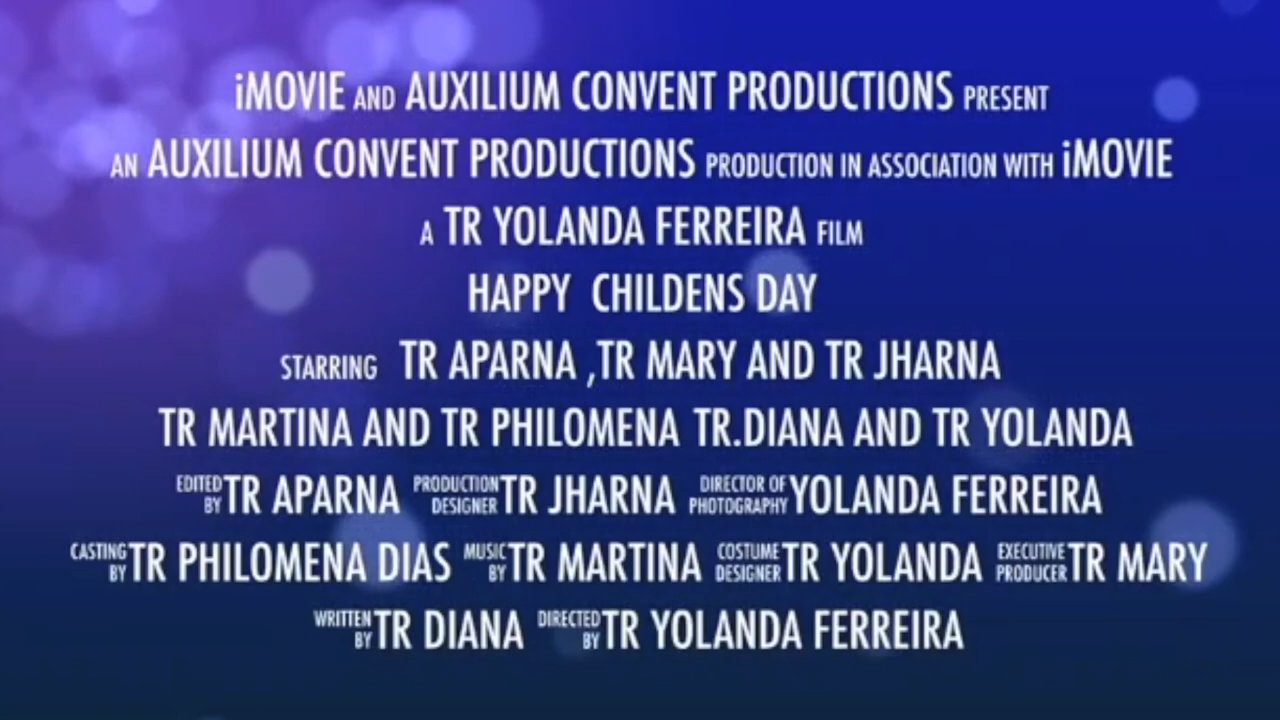 iMOVIE AND AUXILIUM CONVENT PRODUCTIONS PRESENT
AN AUXILIUM CONVENT PRODUCTIONS PRODUCTION IN ASSOCIATION WITH iMOVIE
A TR YOLANDA FERREIRA FILM
HAPPY CHILDENS DAY
STARRING TR APARNA ,TR MARY AND TR JHARNA
TR MARTINA AND TR PHILOMENA TR.DIANA AND TR YOLANDA
EDITED BY TR APARNA PRODUCTION DESIGNER TR JHARNA DIRECTOR OF PHOTOGRAPHY YOLANDA FERREIRA
CASTING BY TR PHILOMENA DIAS MUSIC BY TR MARTINA COSTUME DESIGNER TR YOLANDA EXECUTIVE PRODUCER TR MARY
WRITTEN BY TR DIANA DIRECTED BY TR YOLANDA FERREIRA